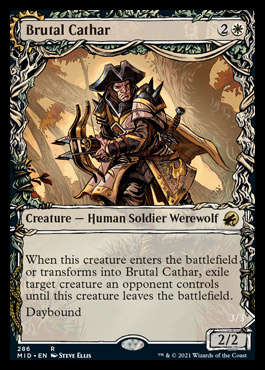 Brutal Cathar 2
Creature — Human Soldier Werewolf
When this creature enters the battlefield
or transforms into Brutal Cathar, exile
target creature an opponent controls
until this creature leaves the battlefield.
Daybound
3/3
2/2
286 R
MID • EN Steve Ellis ™ & © 2021 Wizards of the Coast